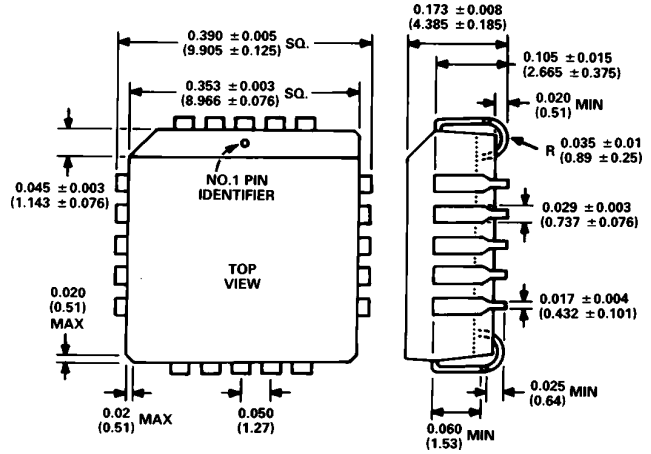 0.390 ±0.005 SQ.
(9.905 ±0.125)
0.353 ±0.003 SQ.
(8.966 ±0.076)
0.173 ±0.008
(4.385 ±0.185)
0.105 ±0.015
(2.665 ±0.375)
0.020 MIN
(0.51)
R 0.035 ±0.01
(0.89 ±0.25)
0.045 ±0.003
(1.143 ±0.076)
NO.1 PIN
IDENTIFIER
0.029 ±0.003
(0.737 ±0.076)
TOP
VIEW
0.020
(0.51)
MAX
0.017 ±0.004
(0.432 ±0.101)
0.02 MAX
(0.51)
0.050
(1.27)
0.025 MIN
(0.64)
0.060 MIN
(1.53)